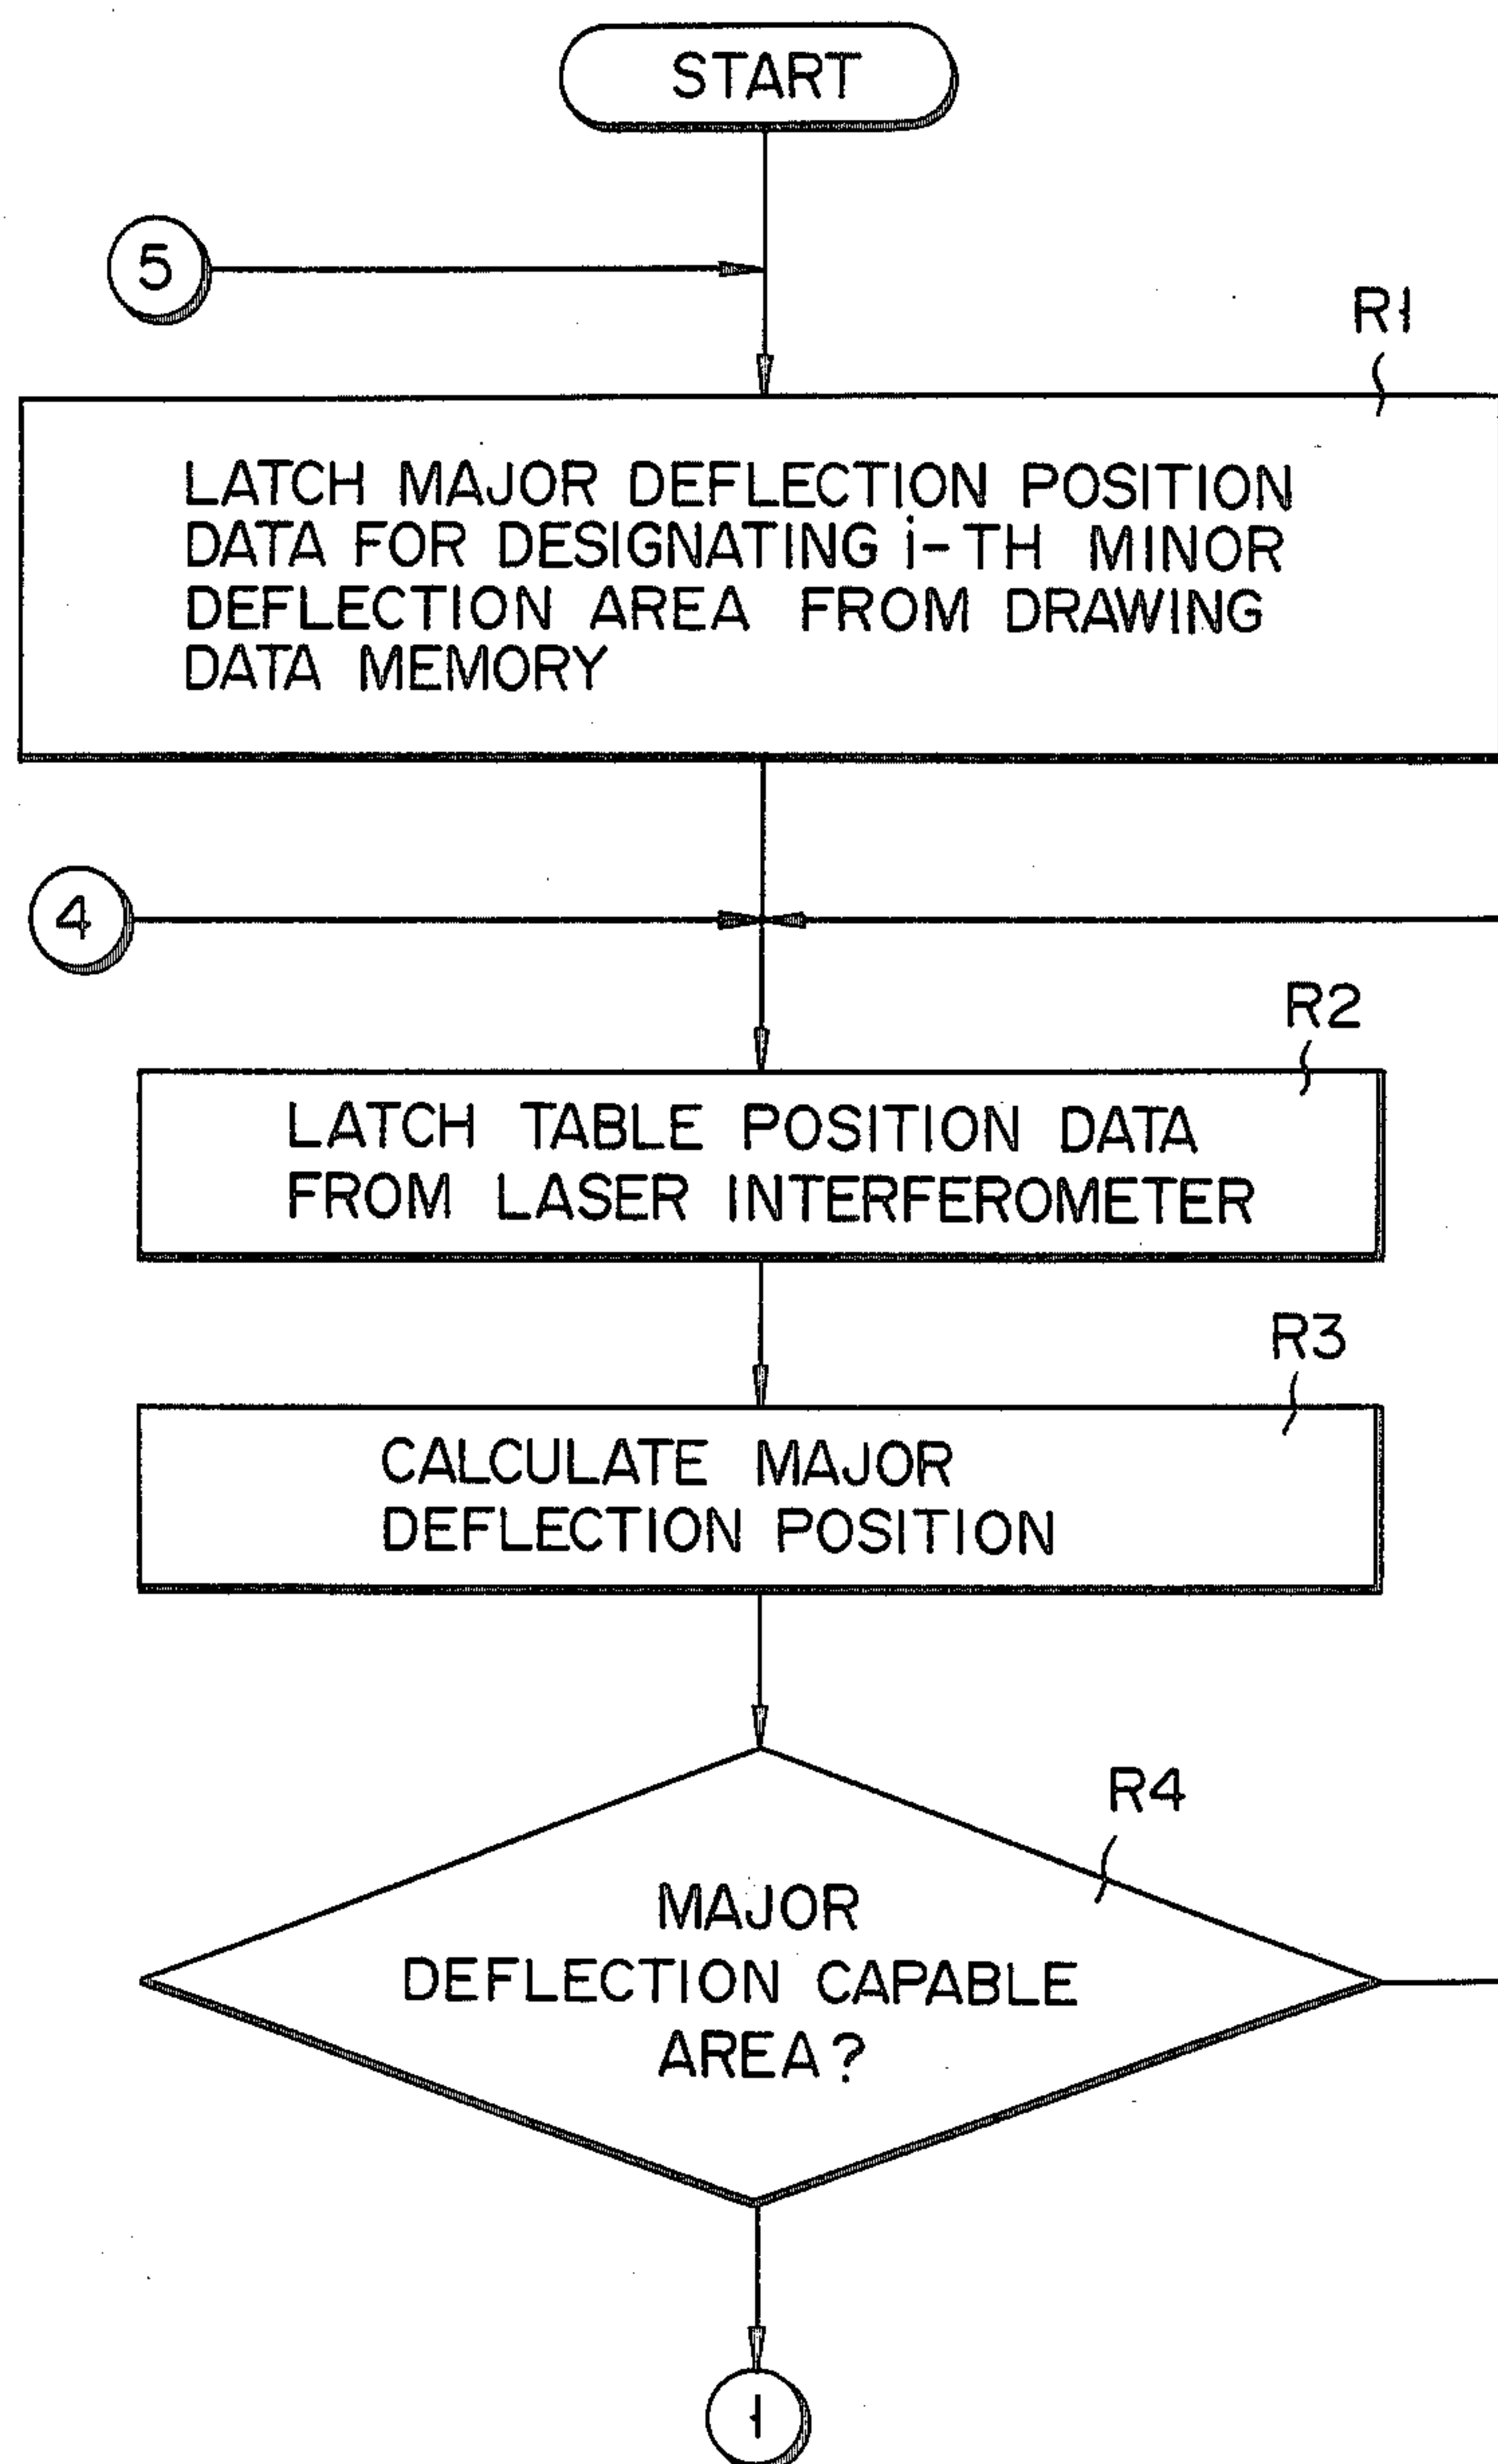 START
5
R1
LATCH MAJOR DEFLECTION POSITION
DATA FOR DESIGNATING i-TH MINOR
DEFLECTION AREA FROM DRAWING
DATA MEMORY
4
R2
LATCH TABLE POSITION DATA
FROM LASER INTERFEROMETER
R3
CALCULATE MAJOR
DEFLECTION POSITION
R4
MAJOR
DEFLECTION CAPABLE
AREA?
1